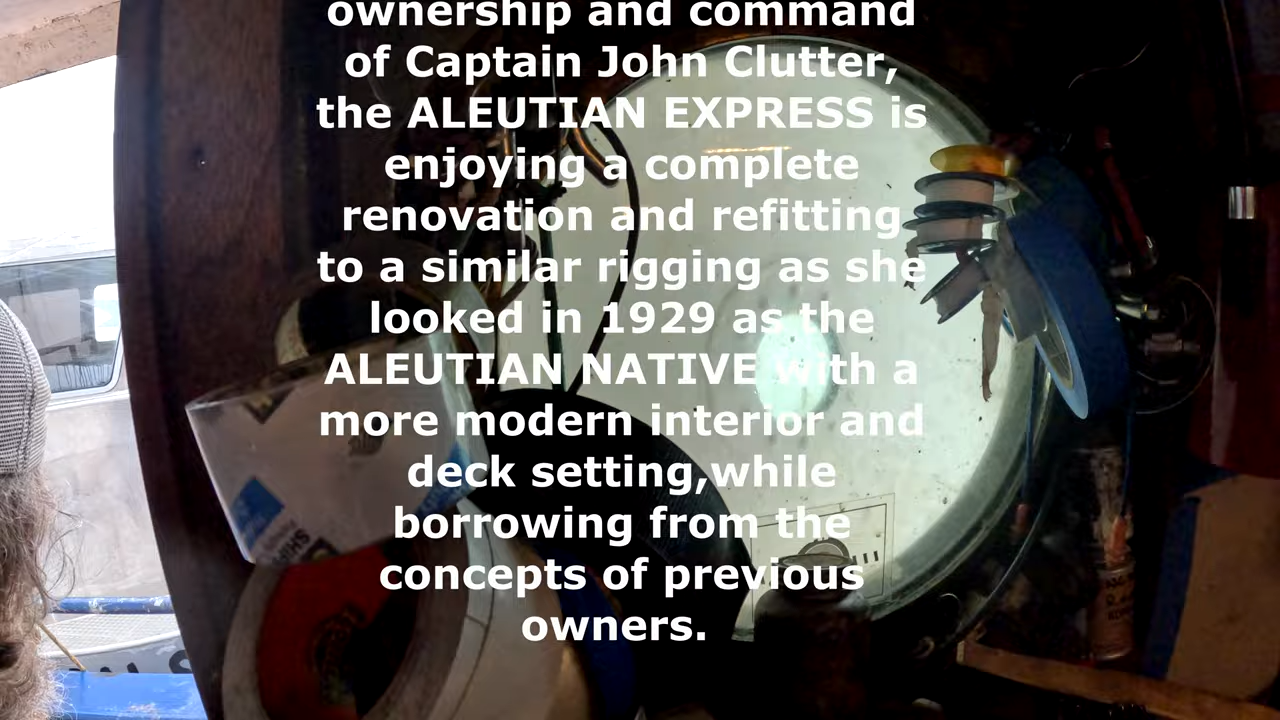 ownership and command
of Captain John Clutter,
the ALEUTIAN EXPRESS is
enjoying a complete
renovation and refitting
to a similar rigging as she
looked in 1929 as the
ALEUTIAN NATIVE with a
more modern interior and
deck setting,while
borrowing from the
concepts of previous
owners.